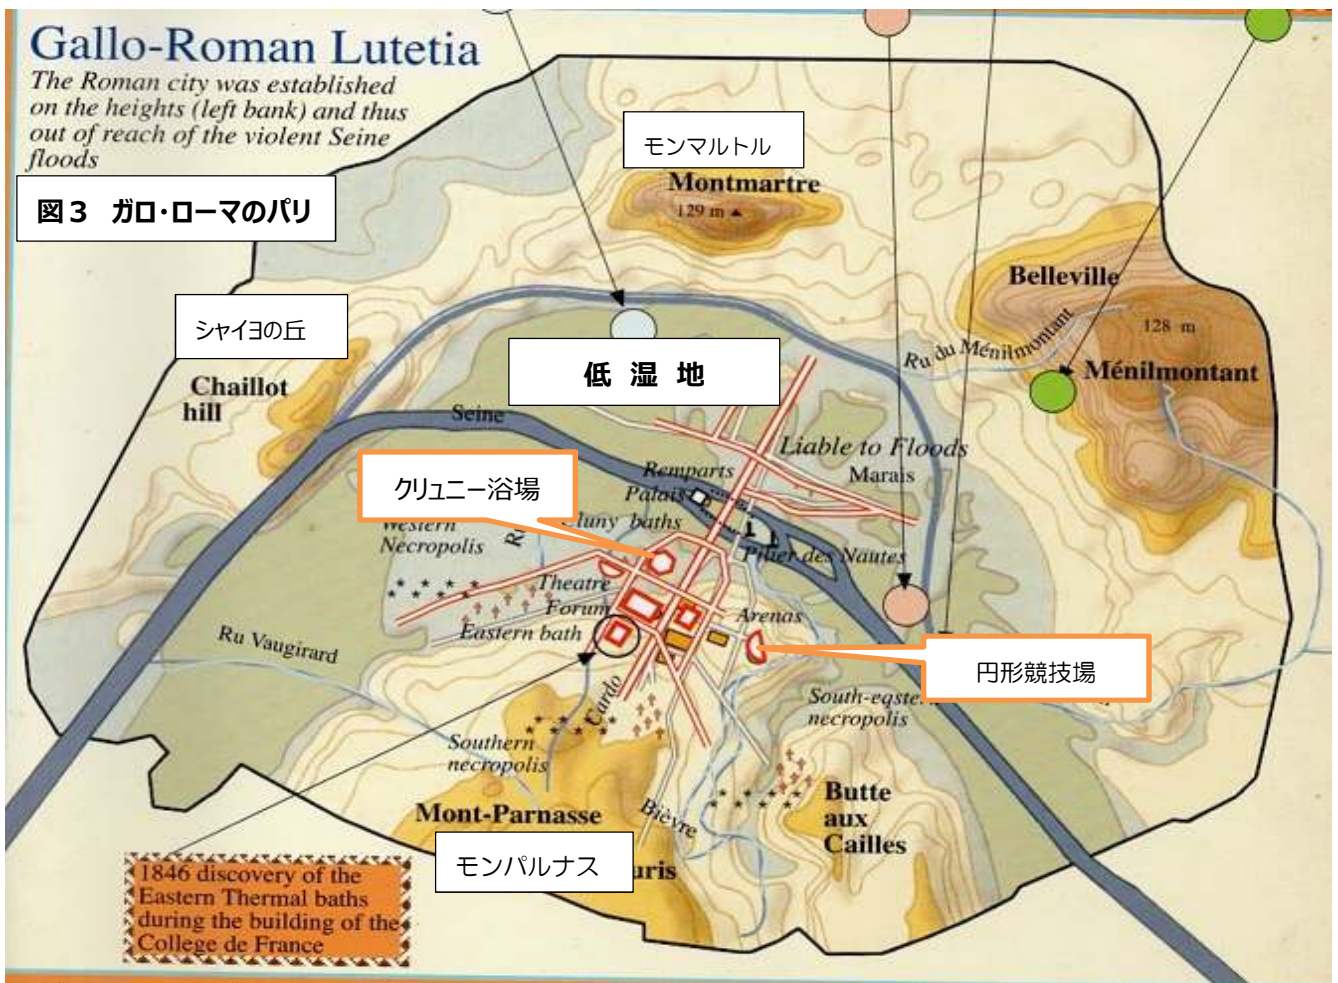 Gallo-Roman Lutetia
The Roman city was established
on the heights (left bank) and thus
out of reach of the violent Seine
floods
図3 ガロ・ローマのパリ
モンマルトル
Montmartre
129 m
Belleville
128 m
Ru du Ménilmontant
Ménilmontant
シャイヨの丘
Chaillot
hill
低 湿 地
Seine
Liable to Floods
Marais
Remparts
Palais
クリュニー浴場
Cluny baths
Western
Necropolis
Pilier des Nautes
Theatre
Forum
Eastern bath
Arenas
Ru Vaugirard
円形競技場
Cardo
necropolis
Southern
necropolis
Mont-Parnasse
Bièvre
Butte
aux
Cailles
モンパルナス
1846 discovery of the
Eastern Thermal baths
during the building of the
College de France